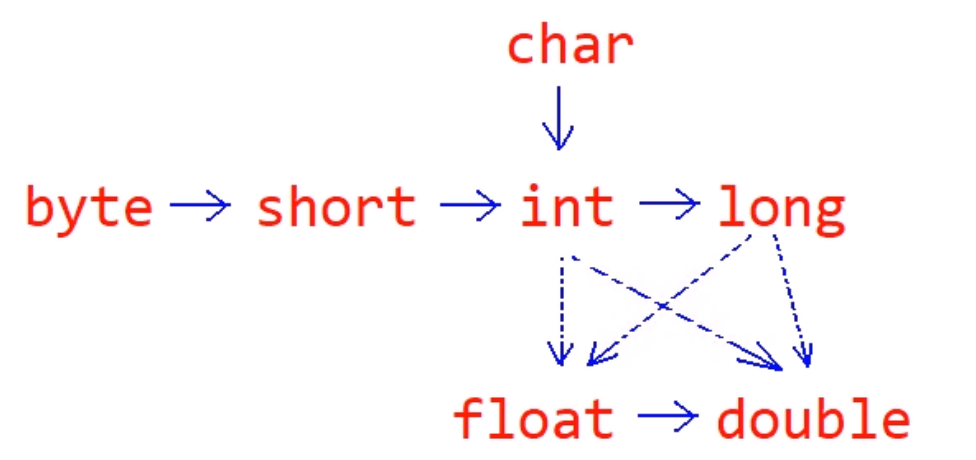 char
byte short int long
float double